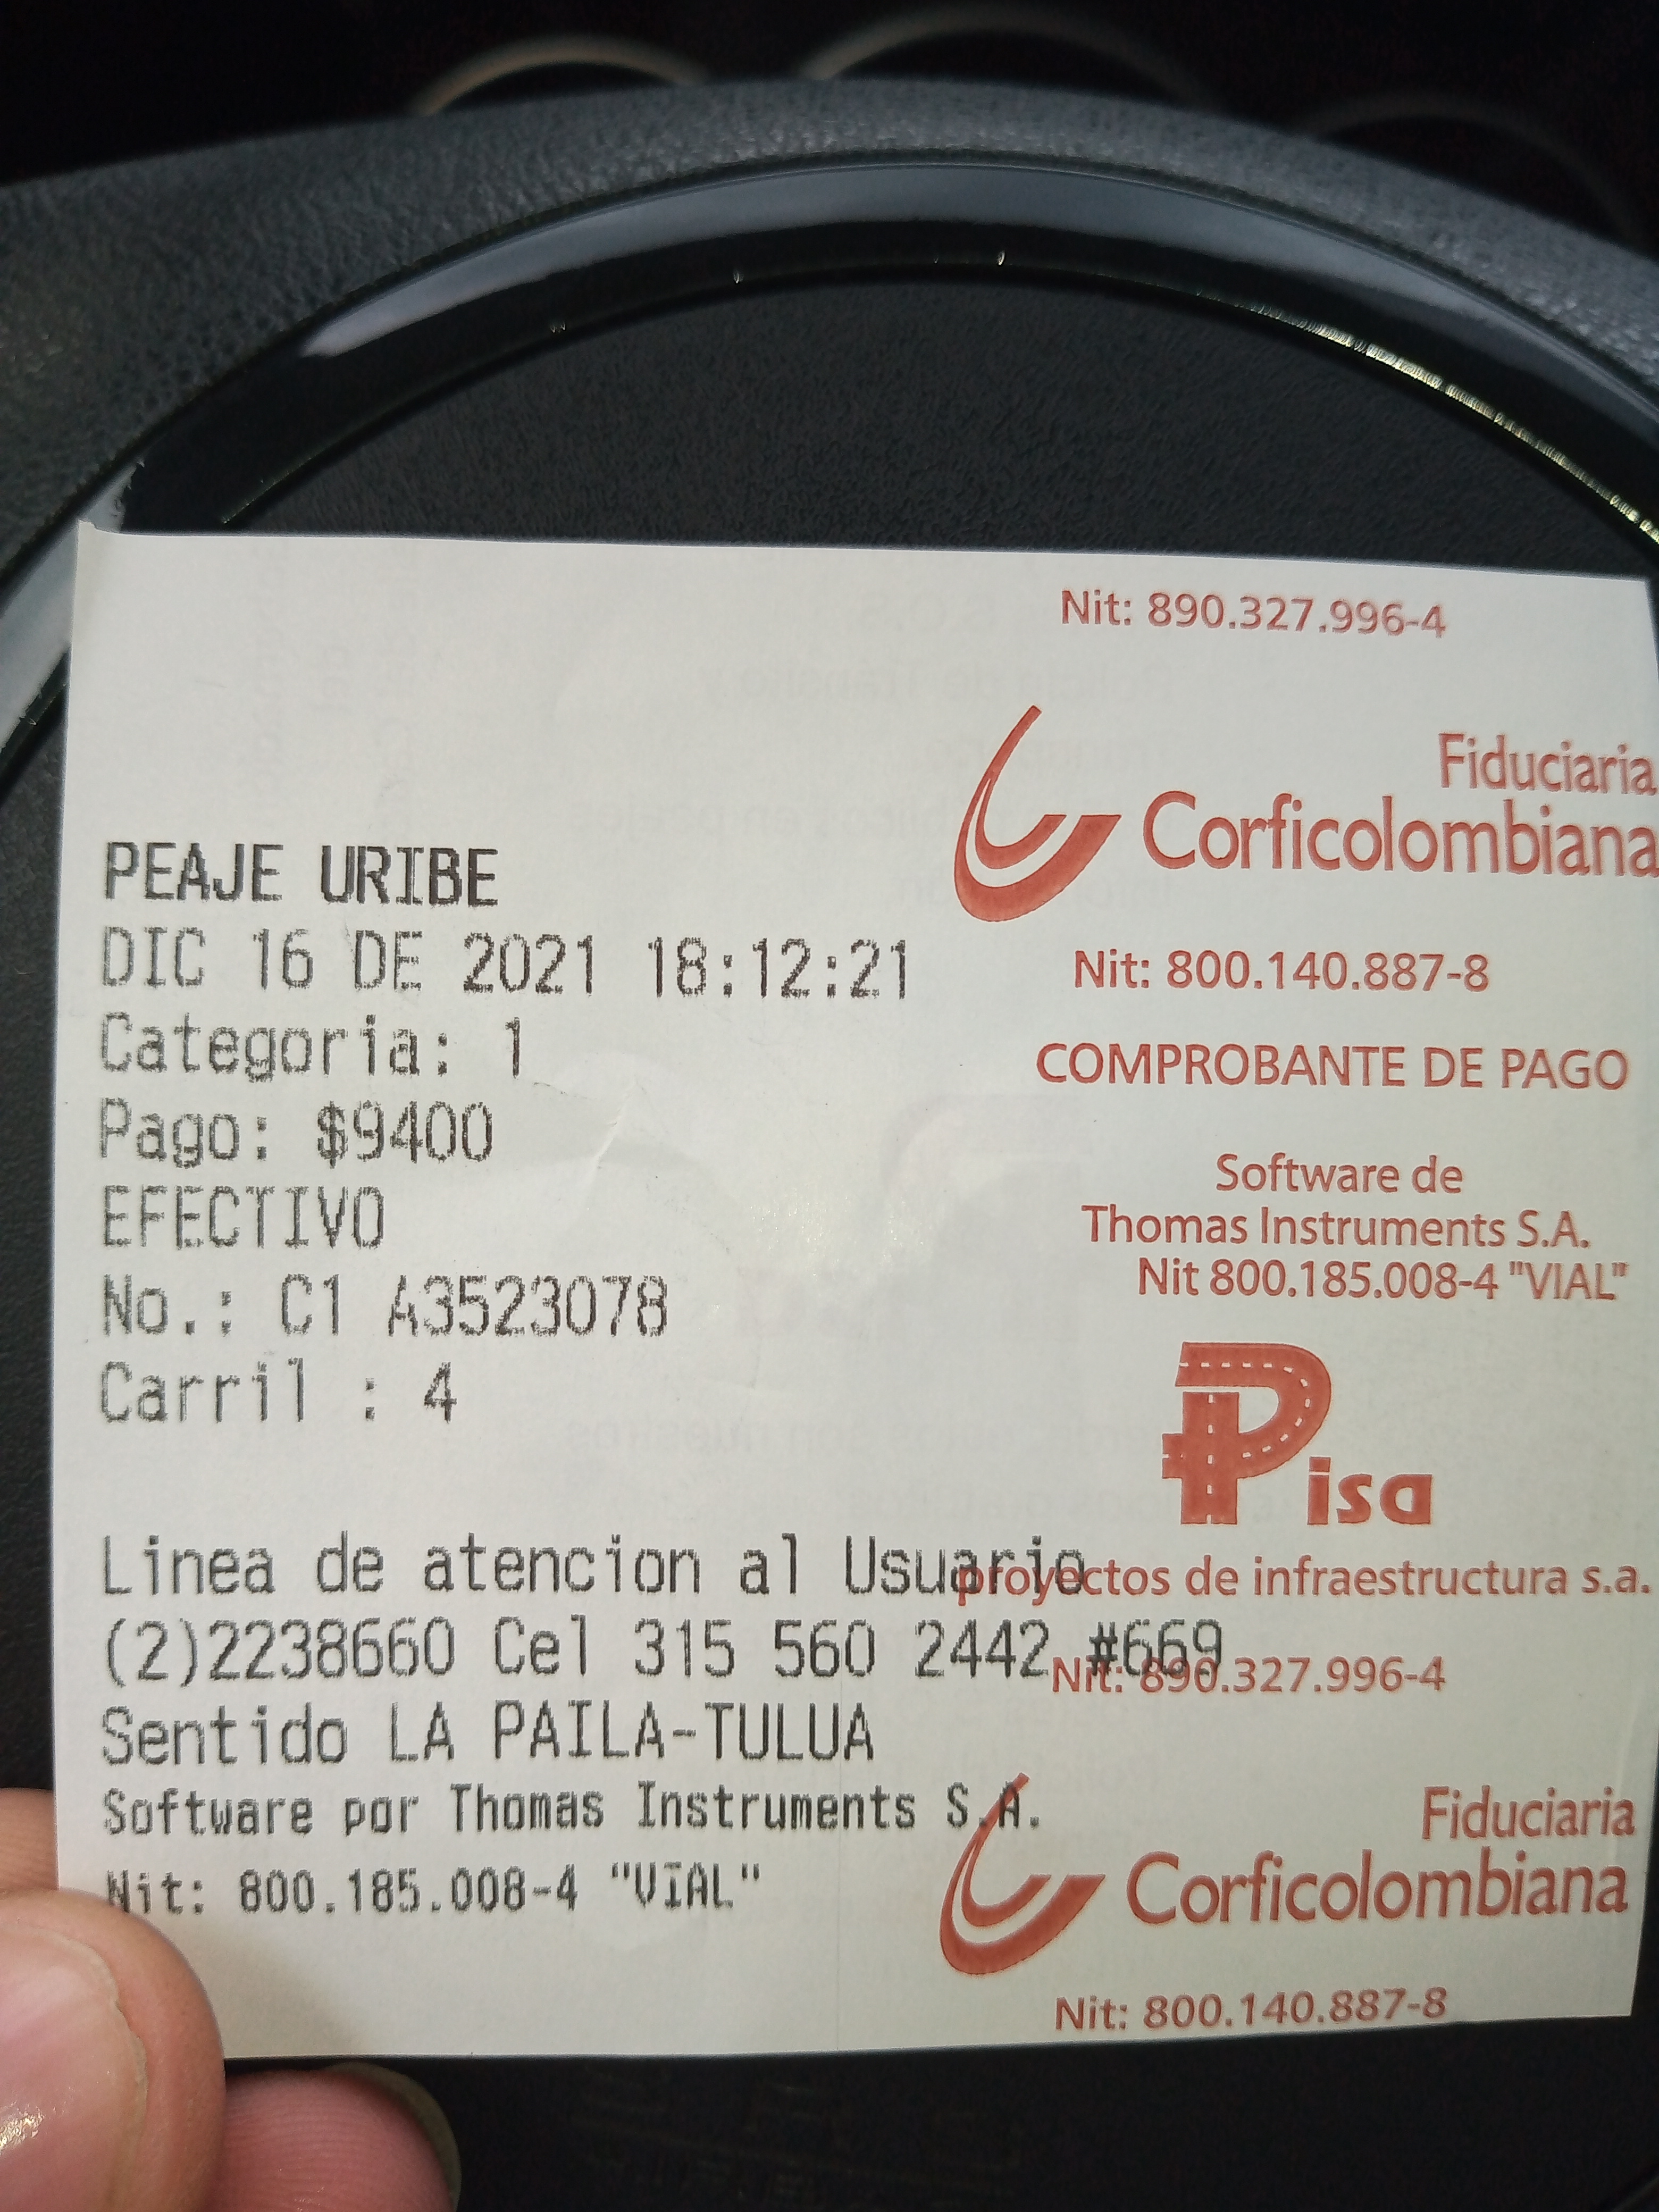 Nit: 890.327.996-4
Fiduciaria
Corficolombiana
PEAJE URIBE
DIC 16 DE 2021 18:12:21
Nit: 800.140.887-8
Categoria: 1
COMPROBANTE DE PAGO
Pago: $9400
Software de
EFECTIVO
Thomas Instruments S.A.
Nit 800.185.008-4 "VIAL"
No.: C1 A3523078
Carril : 4
Pisa
Linea de atencion al Usuario
proyectos de infraestructura s.a.
(2)2238660 Cel 315 560 2442 #669
Nit: 890.327.996-4
Sentido LA PAILA-TULUA
Software por Thomas Instruments S.A.
Fiduciaria
Corficolombiana
Nit: 800.185.008-4 "VIAL"
Nit: 800.140.887-8